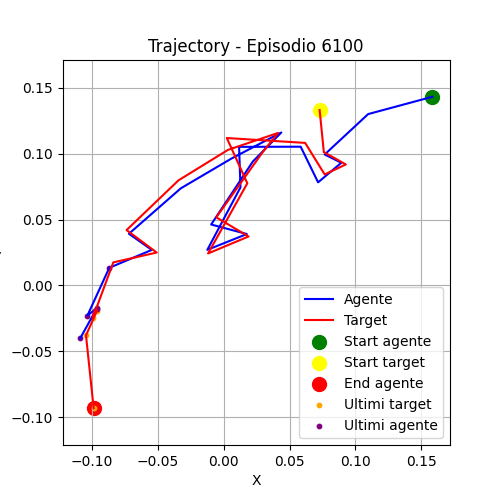 Trajectory - Episodio 6100
0.15
0.10
0.05
0.00
−0.05
−0.10
−0.10
−0.05
0.00
0.05
0.10
0.15
X
Agente
Target
Start agente
Start target
End agente
Ultimi target
Ultimi agente